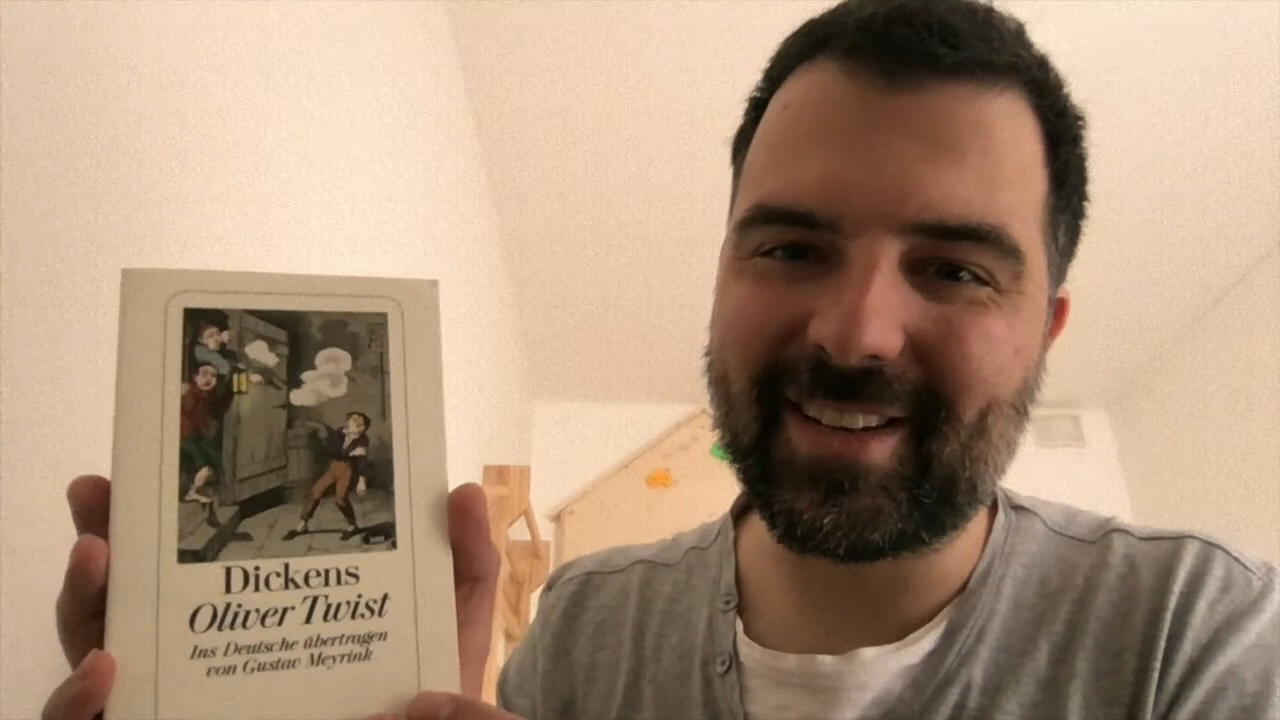 Dickens
Oliver Twist
Ins Deutsche übertragen
von Gustav Meyrink